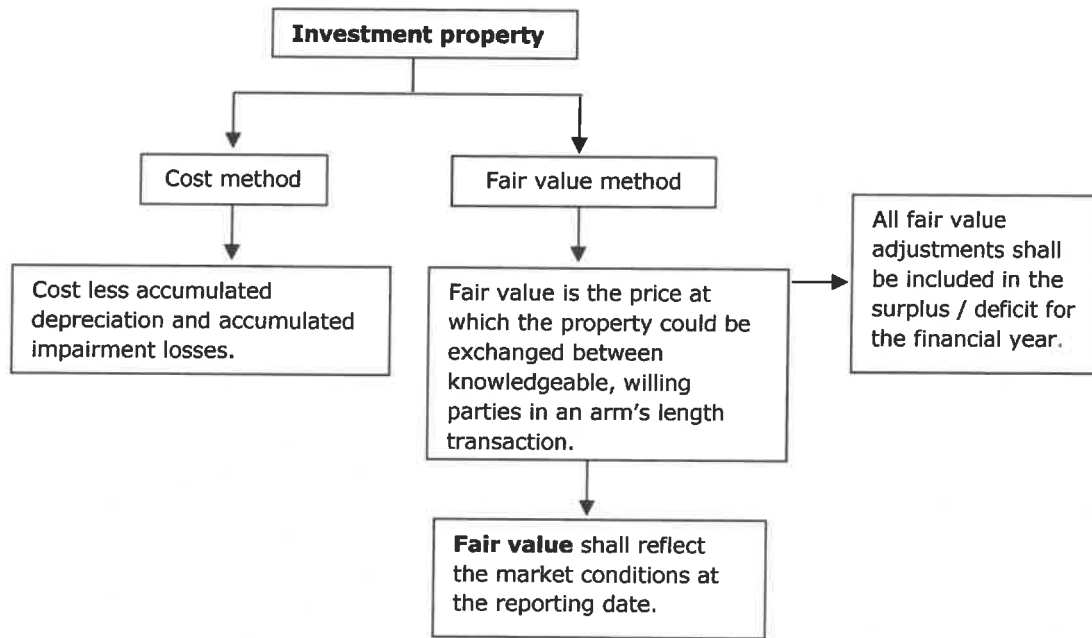 Investment property
Cost method
Fair value method
Cost less accumulated
depreciation and accumulated
impairment losses.
Fair value is the price at
which the property could be
exchanged between
knowledgeable, willing
parties in an arm's length
transaction.
All fair value
adjustments shall
be included in the
surplus / deficit for
the financial year.
Fair value shall reflect
the market conditions at
the reporting date.